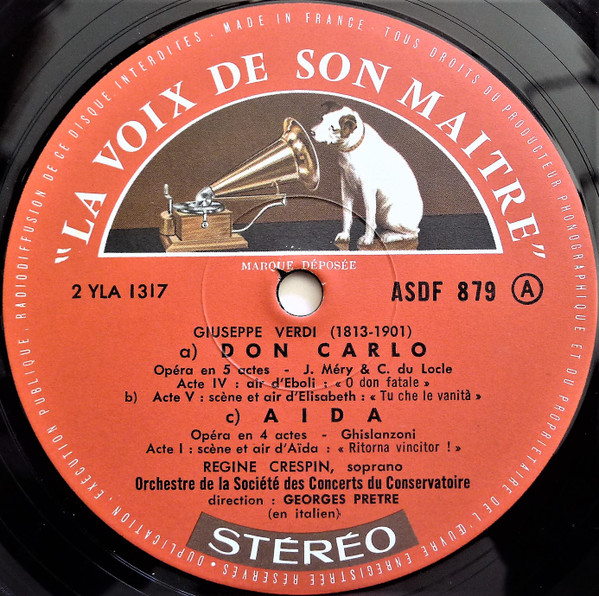 MADE IN FRANCE · TOUS DROITS DU PRODUCTEUR PHONOGRAPHIQUE ET DU PROPRIETAIRE DE L'ŒUVRE ENREGISTRÉE RÉSERVÉS · DUPLICATION · EXÉCUTION PUBLIQUE · RADIODIFFUSION DE CE DISQUE INTERDITES ·
"LA VOIX DE SON MAITRE"
MARQUE DÉPOSÉE
2 YLA 1317
ASDF 879 A
GIUSEPPE VERDI (1813-1901)
a) DON CARLO
Opéra en 5 actes - J. Méry & C. du Locle
Acte IV : air d'Eboli : « O don fatale »
b) Acte V : scène et air d'Elisabeth : « Tu che le vanità »
c) AIDA
Opéra en 4 actes - Ghislanzoni
Acte I : scène et air d'Aïda : « Ritorna vincitor ! »
REGINE CRESPIN, soprano
Orchestre de la Société des Concerts du Conservatoire
direction : GEORGES PRETRE
(en italien)
STÉRÉO